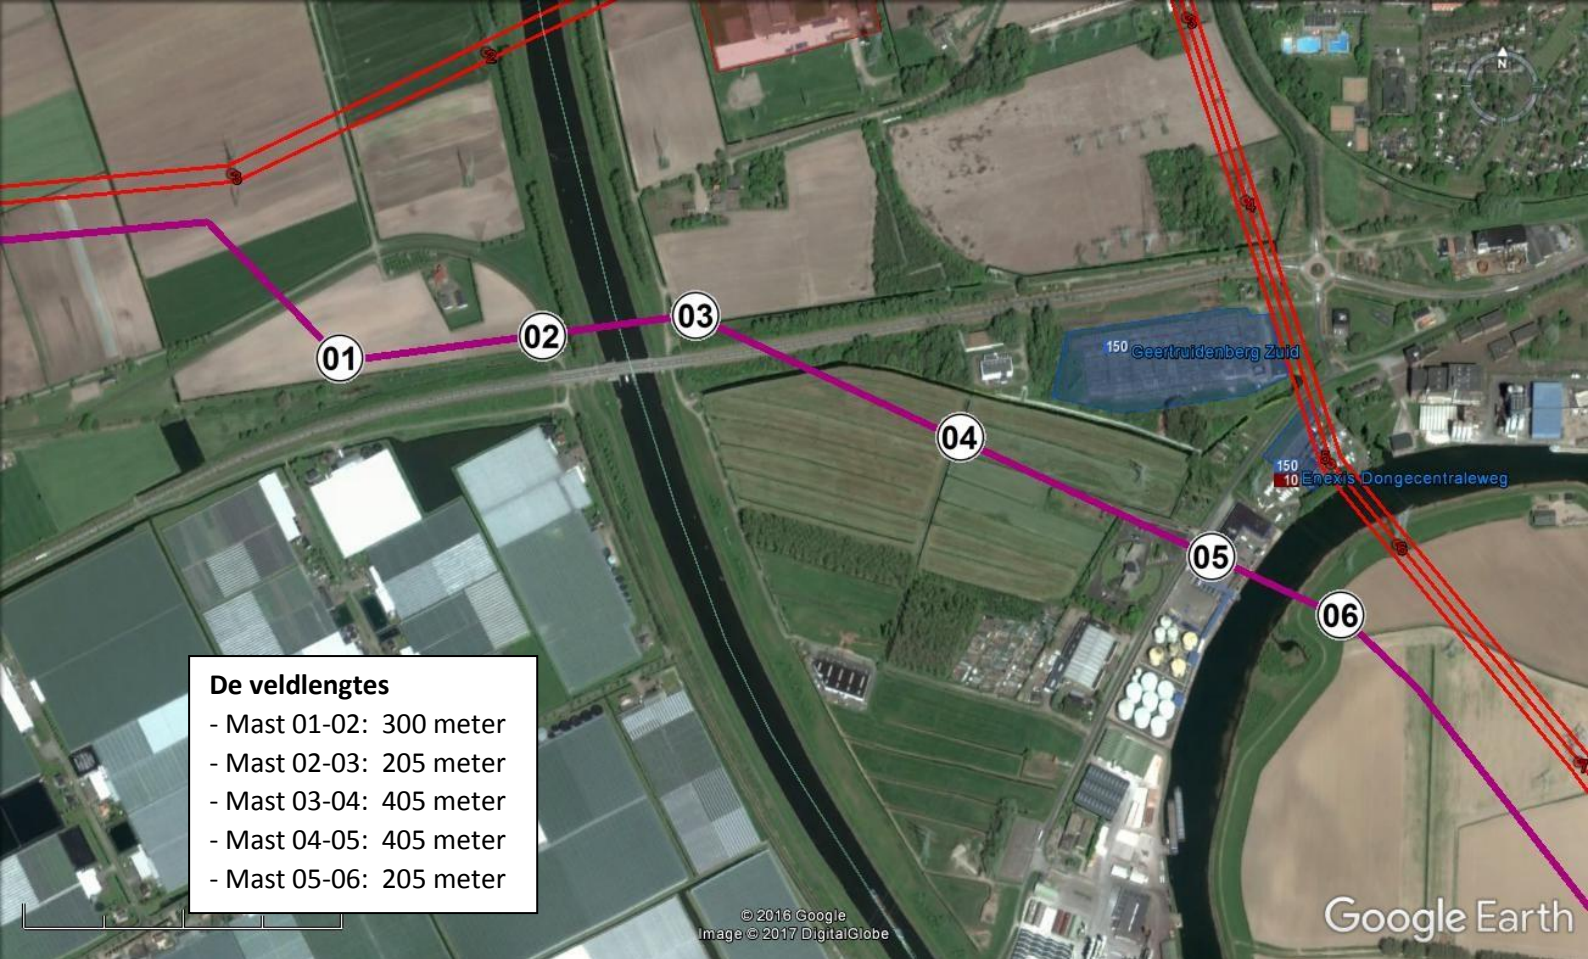 N
03
02
01
150
Geertruidenberg Zuid
04
150
10
Enexis Dongecentraleweg
05
06
De veldlengtes
- Mast 01-02: 300 meter
- Mast 02-03: 205 meter
- Mast 03-04: 405 meter
- Mast 04-05: 405 meter
- Mast 05-06: 205 meter
© 2016 Google
Image © 2017 DigitalGlobe
Google Earth